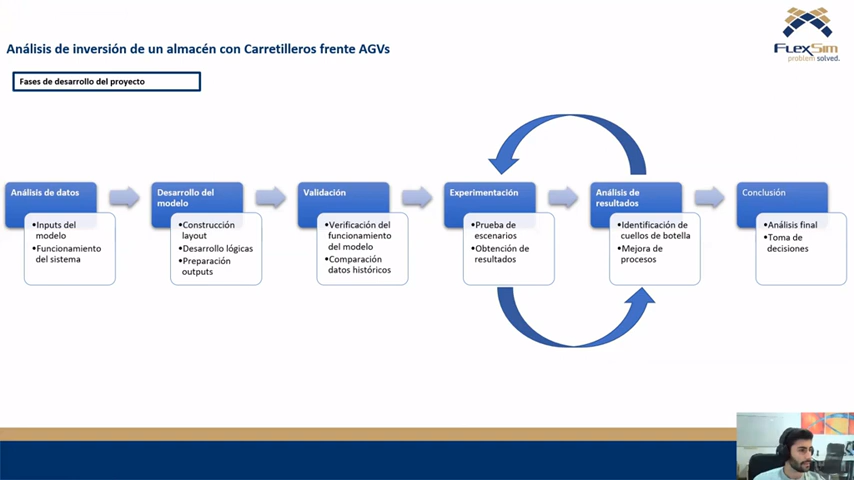 Análisis de inversión de un almacén con Carretilleros frente AGVs
FlexSim
problem solved.
Fases de desarrollo del proyecto
Análisis de datos
•Inputs del
modelo
•Funcionamiento
del sistema
Desarrollo del
modelo
•Construcción
layout
•Desarrollo lógicas
•Preparación
outputs
Validación
•Verificación del
funcionamiento
del modelo
•Comparación
datos históricos
Experimentación
•Prueba de
escenarios
•Obtención de
resultados
Análisis de
resultados
•Identificación de
cuellos de botella
•Mejora de
procesos
Conclusión
•Análisis final
•Toma de
decisiones